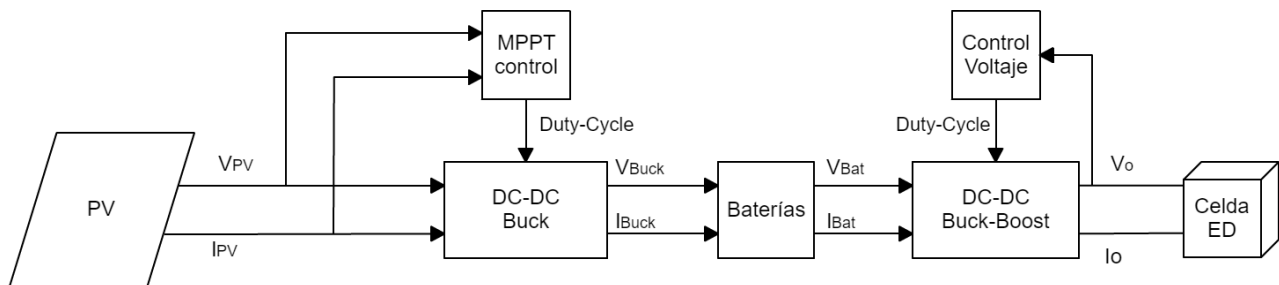 MPPT
control
Control
Voltaje
Duty-Cycle
Duty-Cycle
VPV
VBuck
VBat
Vo
PV
DC-DC
Buck
Baterías
DC-DC
Buck-Boost
Celda
ED
IPV
IBuck
IBat
Io